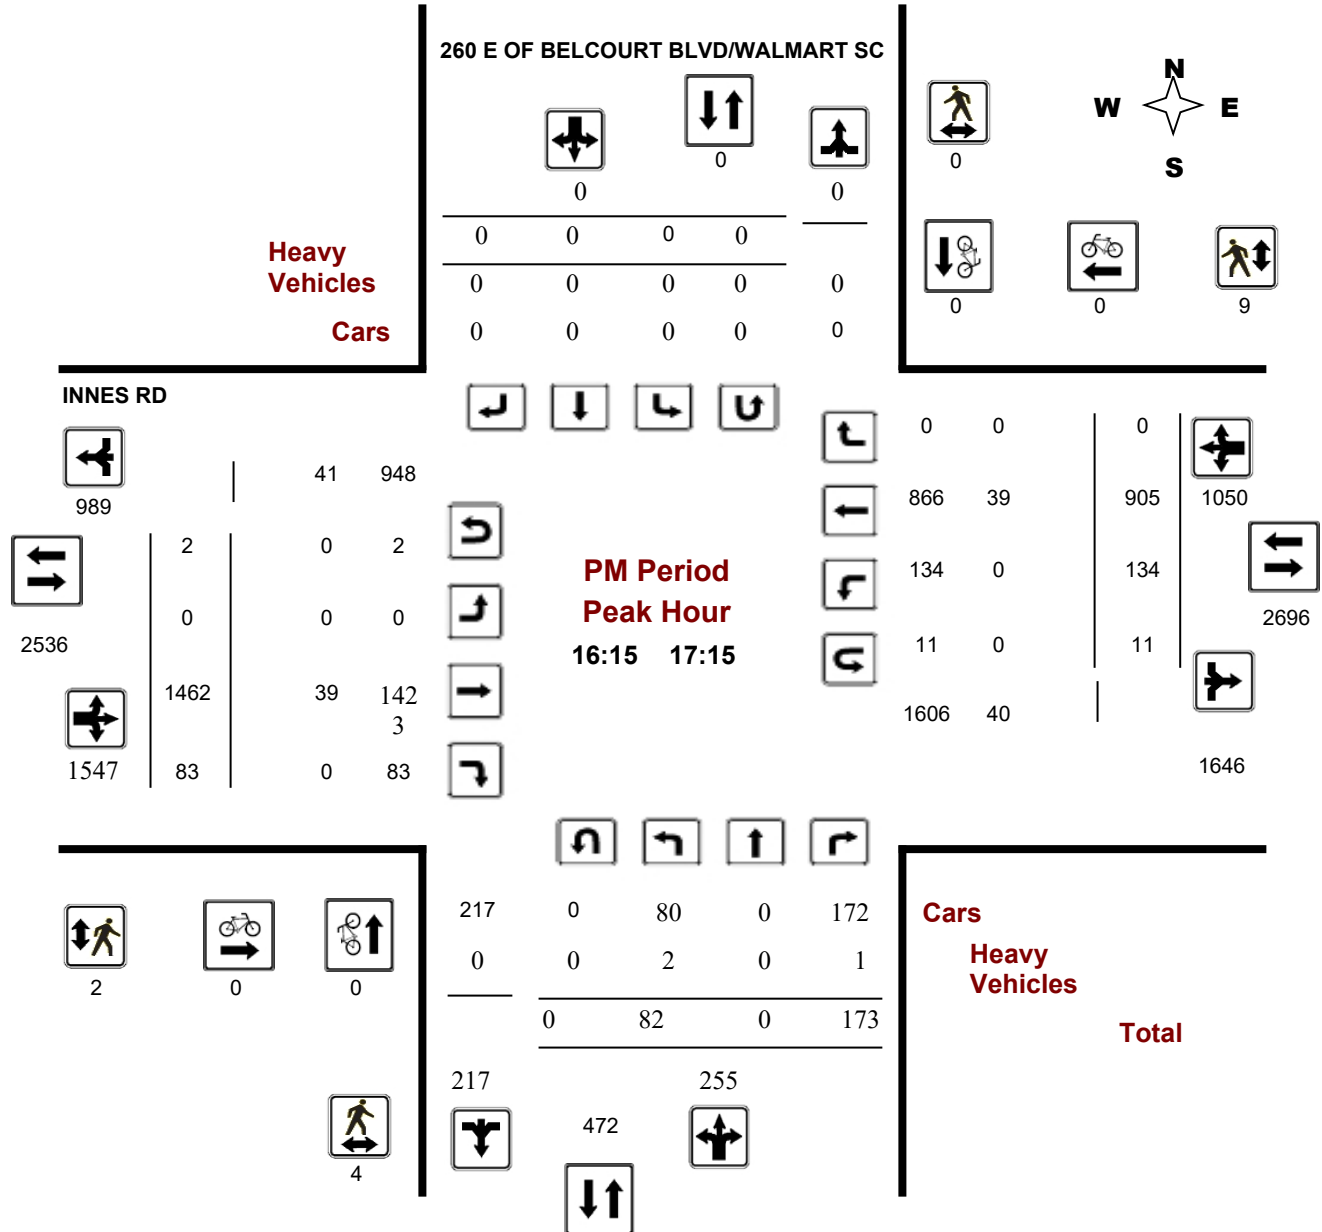 260 E OF BELCOURT BLVD/WALMART SC
N
W E
S
0
0
0 0
0 0 0 0
Heavy
Vehicles
0 0 0 0 0
Cars
0 0 0 0 0
0 0 9
INNES RD
0 0 0
41 948
989
866 39 905 1050
2 0 2
PM Period
134 0 134
0 0 0
Peak Hour
2696
2536
16:15 17:15
11 0 11
1462 39 142
3
1606 40
1547 83 0 83
1646
217 0 80 0 172
Cars
0 0 2 0 1
Heavy
Vehicles
2 0 0
0 82 0 173
Total
217 255
472
4